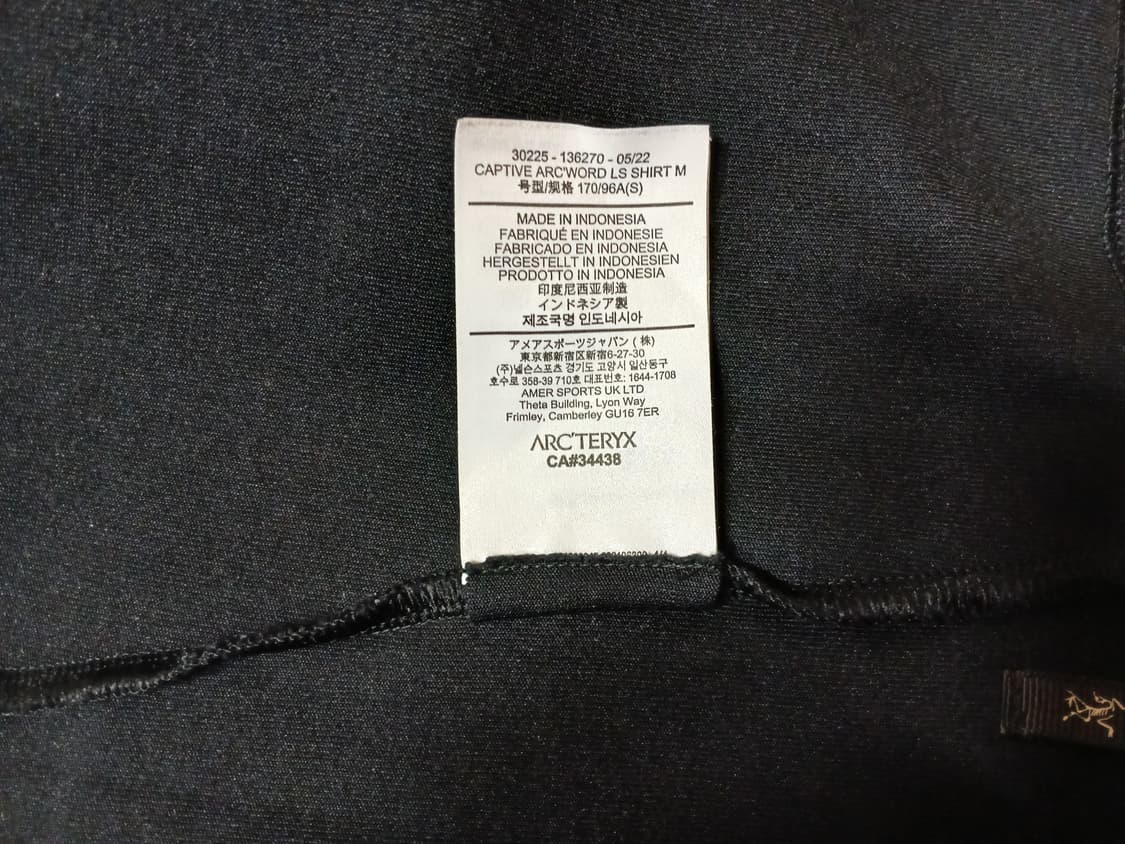 30225 - 136270 - 05/22
CAPTIVE ARC'WORD LS SHIRT M
号型/规格 170/96A(S)
MADE IN INDONESIA
FABRIQUÉ EN INDONESIE
FABRICADO EN INDONESIA
HERGESTELLT IN INDONESIEN
PRODOTTO IN INDONESIA
印度尼西亚制造
インドネシア製
제조국명 인도네시아
アメアスポーツジャパン ( 株)
東京都新宿区新宿6-27-30
(주)넬슨스포츠 경기도 고양시 일산동구
호수로 358-39 710호 대표번호: 1644-1708
AMER SPORTS UK LTD
Theta Building, Lyon Way
Frimley, Camberley GU16 7ER
ARC'TERYX
CA#34438